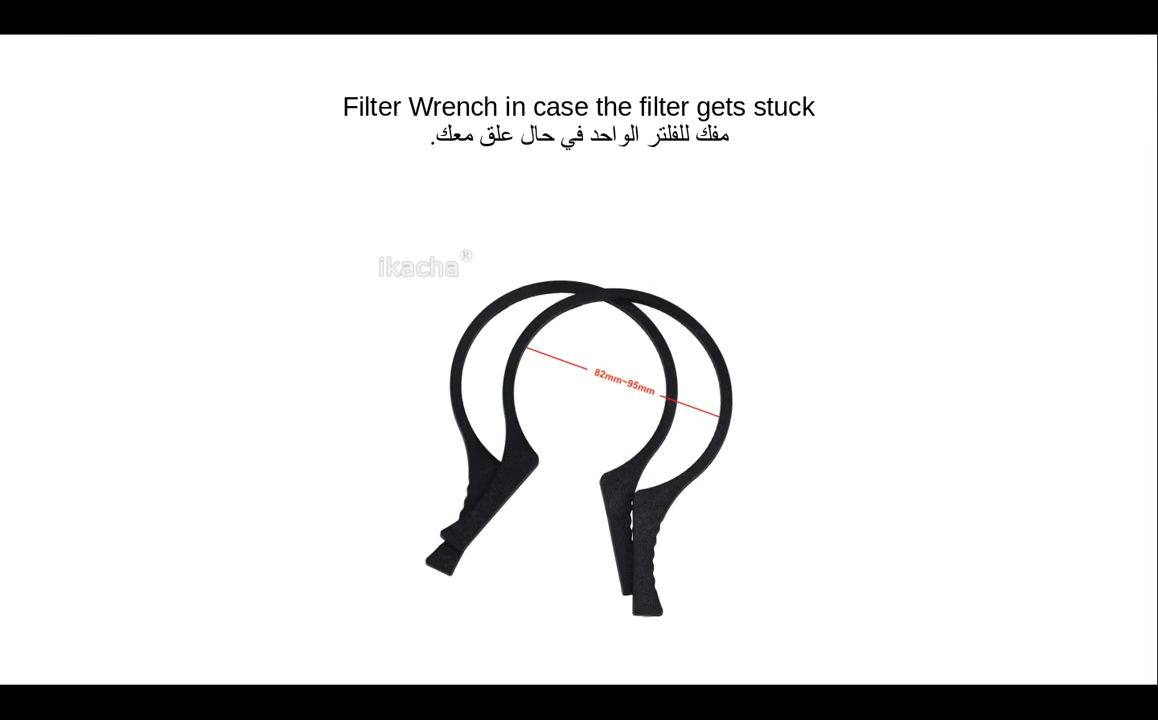 Filter Wrench in case the filter gets stuck
مفك للفلتر الواحد في حال علق معك.
ikacha®
82mm~95mm